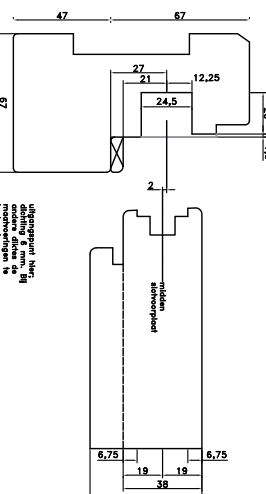 47
67
27
21
12,25
24,5
67
2
midden
slotvoorplaat
uitgangspunt hier:
dichting 6 mm. Bij
andere diktes de
maatvoeringen te
6,75
6,75
19
19
38